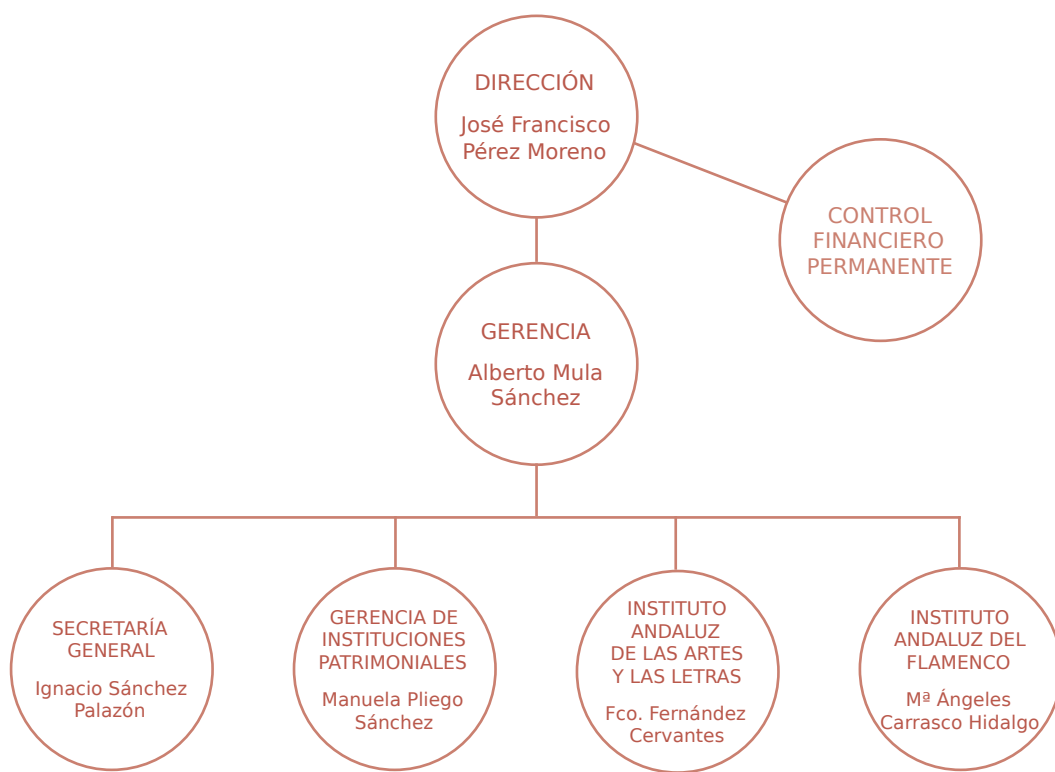 DIRECCIÓN
José Francisco
Pérez Moreno
CONTROL
FINANCIERO
PERMANENTE
GERENCIA
Alberto Mula
Sánchez
SECRETARÍA
GENERAL
Ignacio Sánchez
Palazón
GERENCIA DE
INSTITUCIONES
PATRIMONIALES
Manuela Pliego
Sánchez
INSTITUTO
ANDALUZ
DE LAS ARTES
Y LAS LETRAS
Fco. Fernández
Cervantes
INSTITUTO
ANDALUZ DEL
FLAMENCO
Mª Ángeles
Carrasco Hidalgo